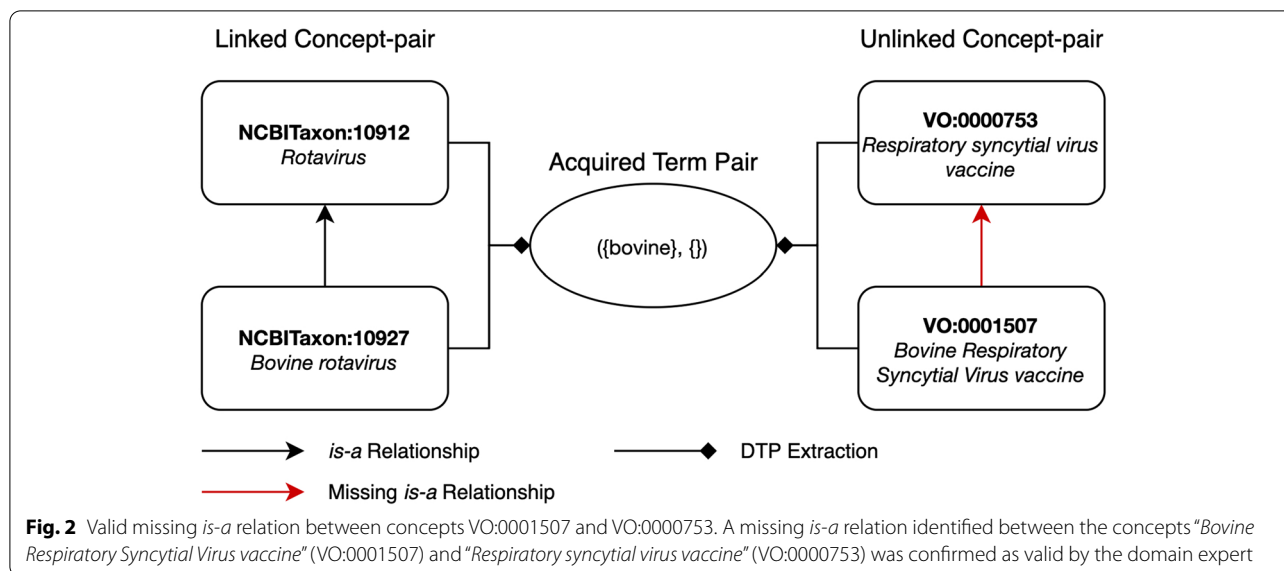 Linked Concept-pair
Unlinked Concept-pair
NCBITaxon:10912
Rotavirus
VO:0000753
Respiratory syncytial virus
vaccine
Acquired Term Pair
({bovine}, {})
NCBITaxon:10927
Bovine rotavirus
VO:0001507
Bovine Respiratory
Syncytial Virus vaccine
is-a Relationship
DTP Extraction
Missing is-a Relationship
Fig. 2 Valid missing is-a relation between concepts VO:0001507 and VO:0000753. A missing is-a relation identified between the concepts “Bovine
Respiratory Syncytial Virus vaccine” (VO:0001507) and “Respiratory syncytial virus vaccine” (VO:0000753) was confirmed as valid by the domain expert